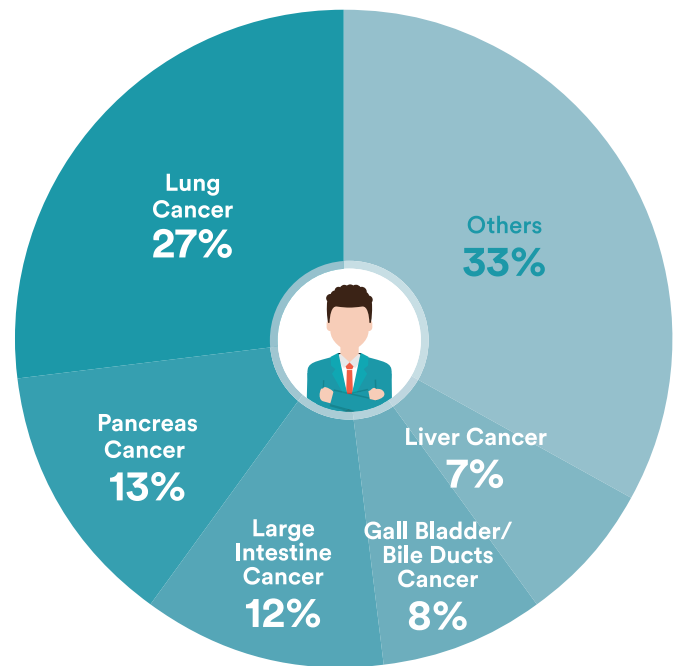 Lung
Cancer
27%
Others
33%
Pancreas
Cancer
13%
Liver Cancer
7%
Large
Intestine
Cancer
12%
Gall Bladder/
Bile Ducts
Cancer
8%